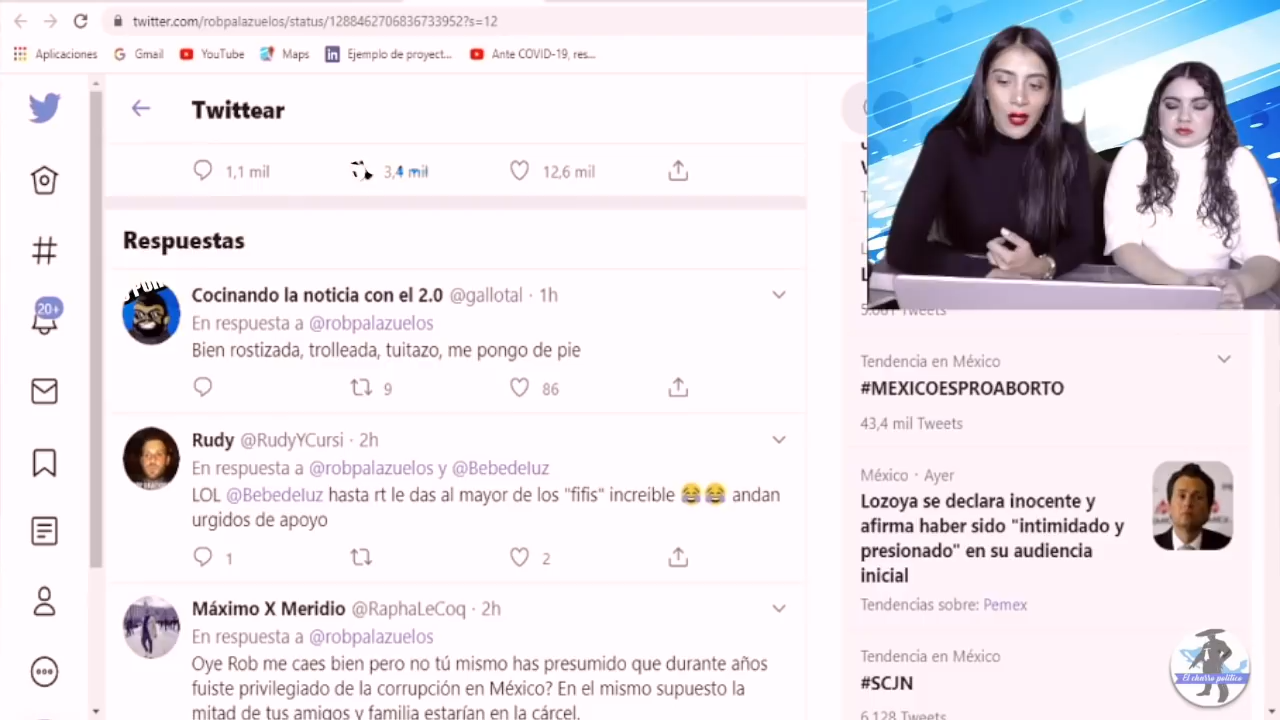 twitter.com/robpalazuelos/status/1288462706836733952?s=12
Aplicaciones Gmail YouTube Maps Ejemplo de proyect... Ante COVID-19, res...
Twittear
1,1 mil 3,4 mil 12,6 mil
Respuestas
Cocinando la noticia con el 2.0 @gallotal · 1h
En respuesta a @robpalazuelos
Bien rostizada, trolleada, tuitazo, me pongo de pie
9 86
Rudy @RudyYCursi · 2h
En respuesta a @robpalazuelos y @Bebedeluz
LOL @Bebedeluz hasta rt le das al mayor de los "fifis" increible 😂😂 andan
urgidos de apoyo
1 2
Máximo X Meridio @RaphaLeCoq · 2h
En respuesta a @robpalazuelos
Oye Rob me caes bien pero no tú mismo has presumido que durante años
fuiste privilegiado de la corrupción en México? En el mismo supuesto la
mitad de tus amigos y familia estarían en la cárcel.
20+
Tweets
Tendencia en México
#MEXICOESPROABORTO
43,4 mil Tweets
México · Ayer
Lozoya se declara inocente y
afirma haber sido "intimidado y
presionado" en su audiencia
inicial
Tendencias sobre: Pemex
Tendencia en México
#SCJN
6.128 Tweets
El charro político